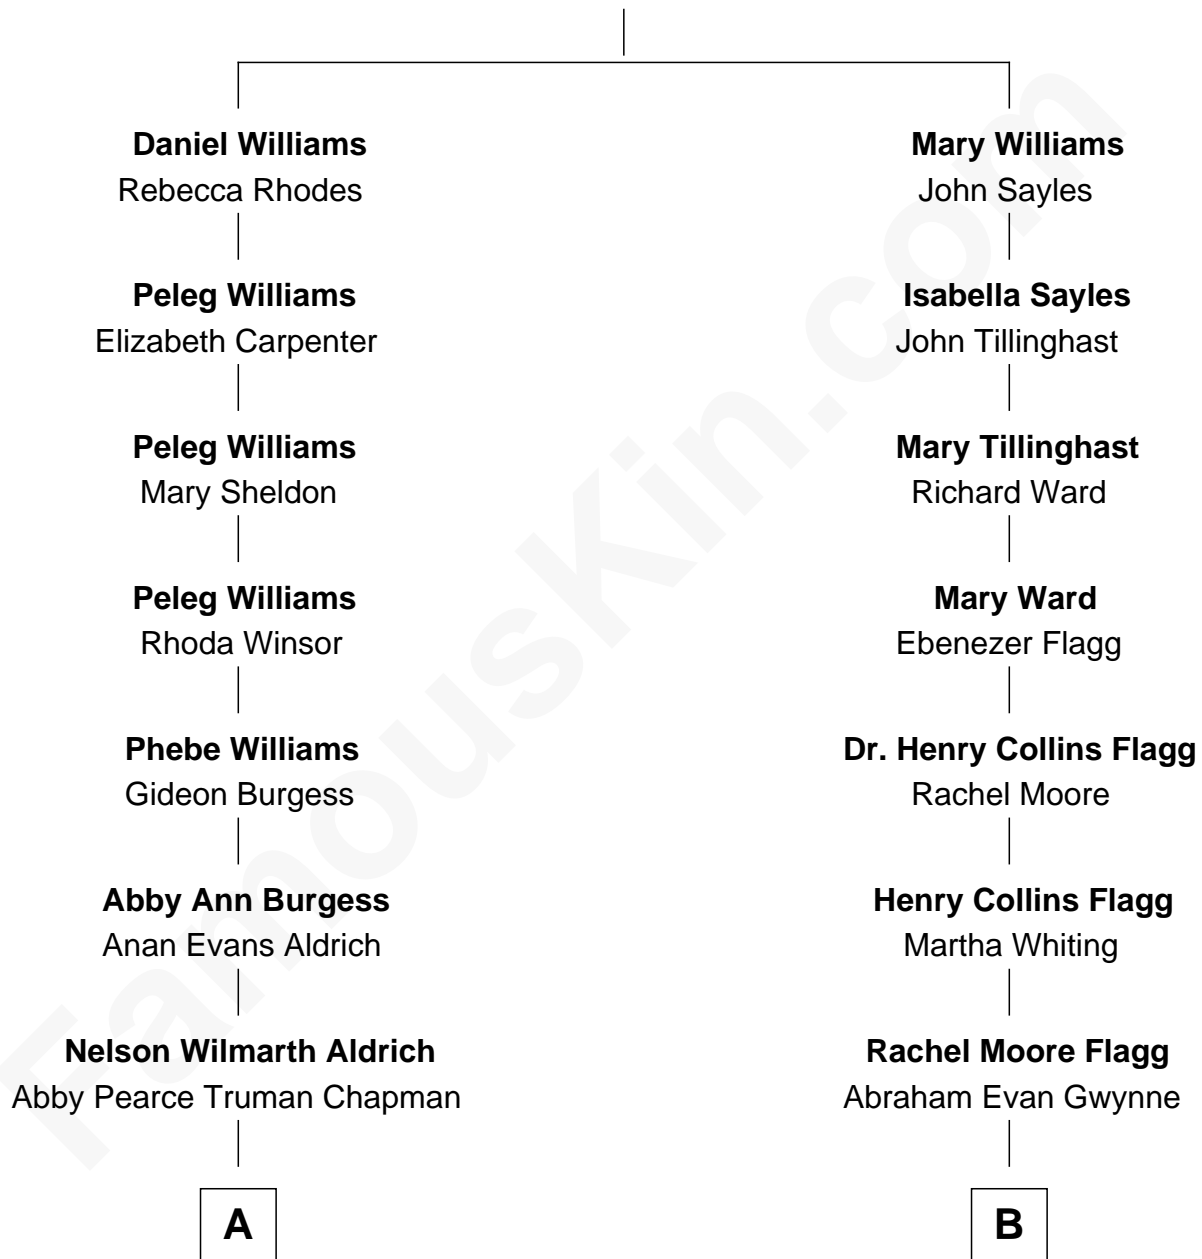 Daniel Williams
Rebecca Rhodes
Mary Williams
John Sayles
Peleg Williams
Elizabeth Carpenter
Isabella Sayles
John Tillinghast
Peleg Williams
Mary Sheldon
Mary Tillinghast
Richard Ward
Peleg Williams
Rhoda Winsor
Mary Ward
Ebenezer Flagg
Phebe Williams
Gideon Burgess
Dr. Henry Collins Flagg
Rachel Moore
Abby Ann Burgess
Anan Evans Aldrich
Henry Collins Flagg
Martha Whiting
Nelson Wilmarth Aldrich
Abby Pearce Truman Chapman
Rachel Moore Flagg
Abraham Evan Gwynne
A
B
FamousKin.com